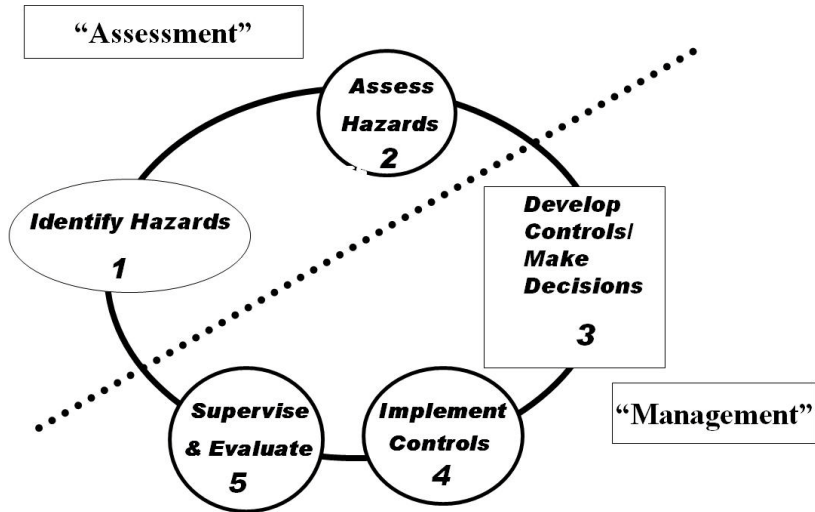 “Assessment”
Assess
Hazards
2
Identify Hazards
1
Develop
Controls/
Make
Decisions
3
“Management”
Implement
Controls
4
Supervise
& Evaluate
5